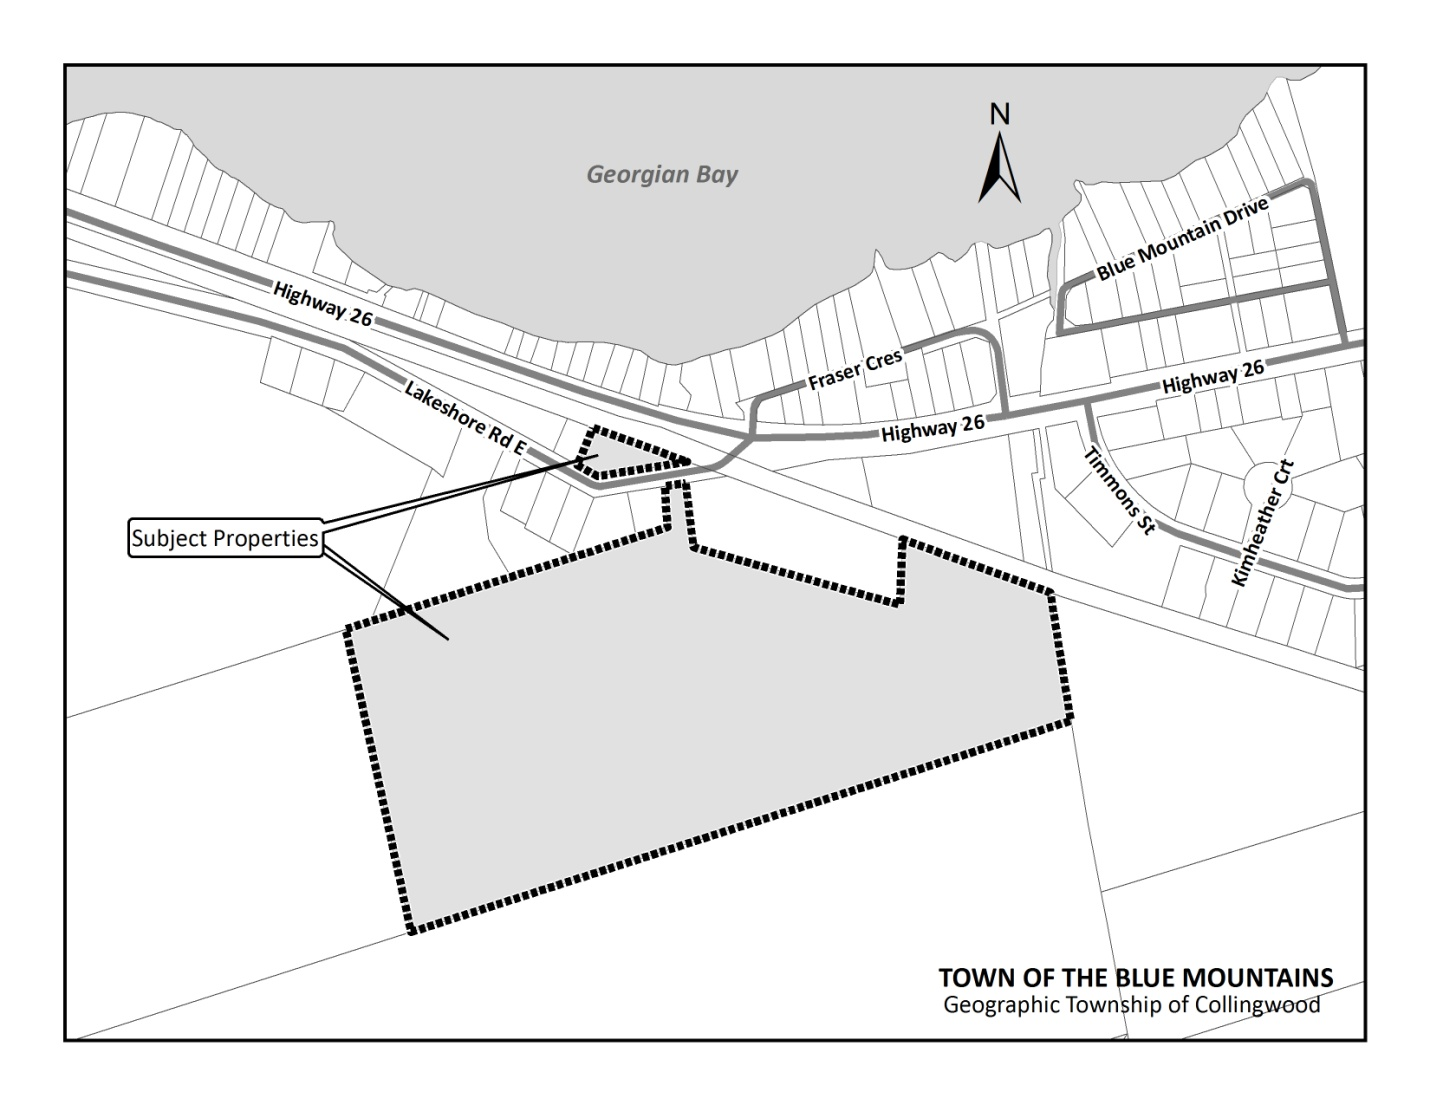 N
Georgian Bay
Blue Mountain Drive
Highway 26
Fraser Cres
Highway 26
Lakeshore Rd E
Highway 26
Timmons St
Kimheather Crt
Subject Properties
TOWN OF THE BLUE MOUNTAINS
Geographic Township of Collingwood